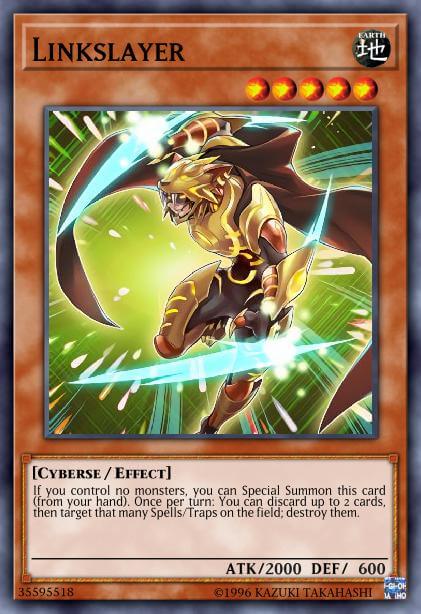 LINKSLAYER
EARTH
地
[CYBERSE / EFFECT]
If you control no monsters, you can Special Summon this card
(from your hand). Once per turn: You can discard up to 2 cards,
then target that many Spells/Traps on the field; destroy them.
ATK/2000 DEF/ 600
35595518
©1996 KAZUKI TAKAHASHI